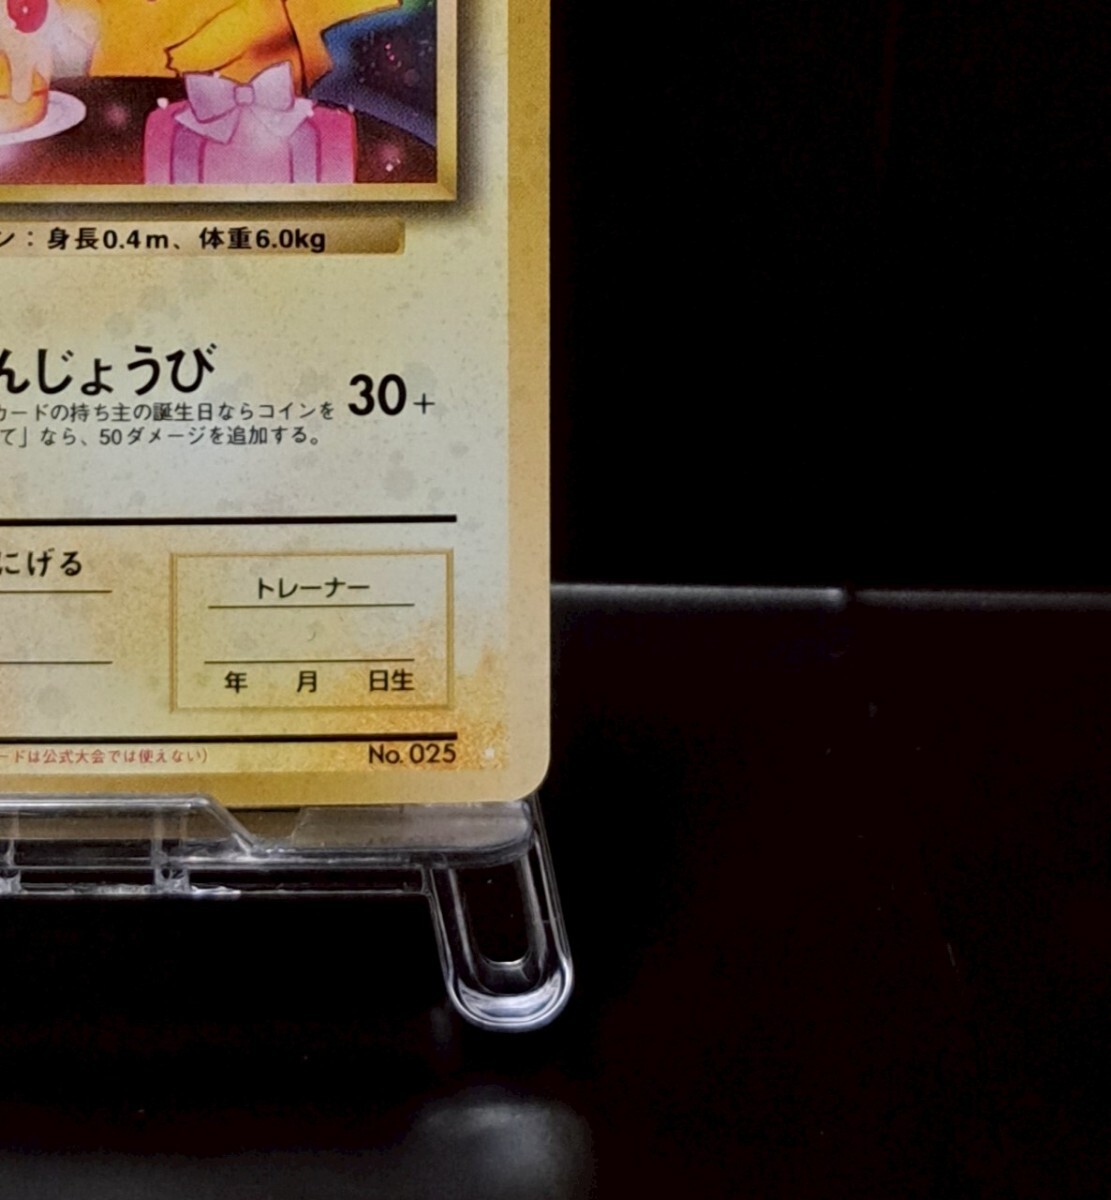 ン：身長0.4m、体重6.0kg
んじょうび
30+
カードの持ち主の誕生日ならコインを
て」なら、50ダメージを追加する。
にげる
トレーナー
年 月 日生
ードは公式大会では使えない）
No. 025